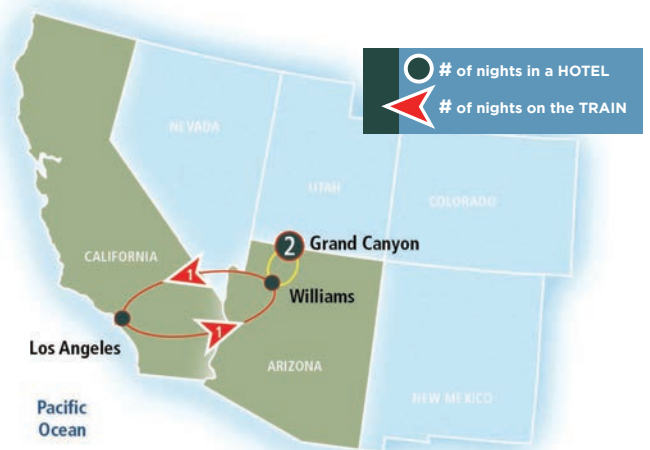 # of nights in a HOTEL
# of nights on the TRAIN
NEVADA
UTAH
COLORADO
2 Grand Canyon
CALIFORNIA
1
Williams
1
Los Angeles
ARIZONA
NEW MEXICO
Pacific
Ocean